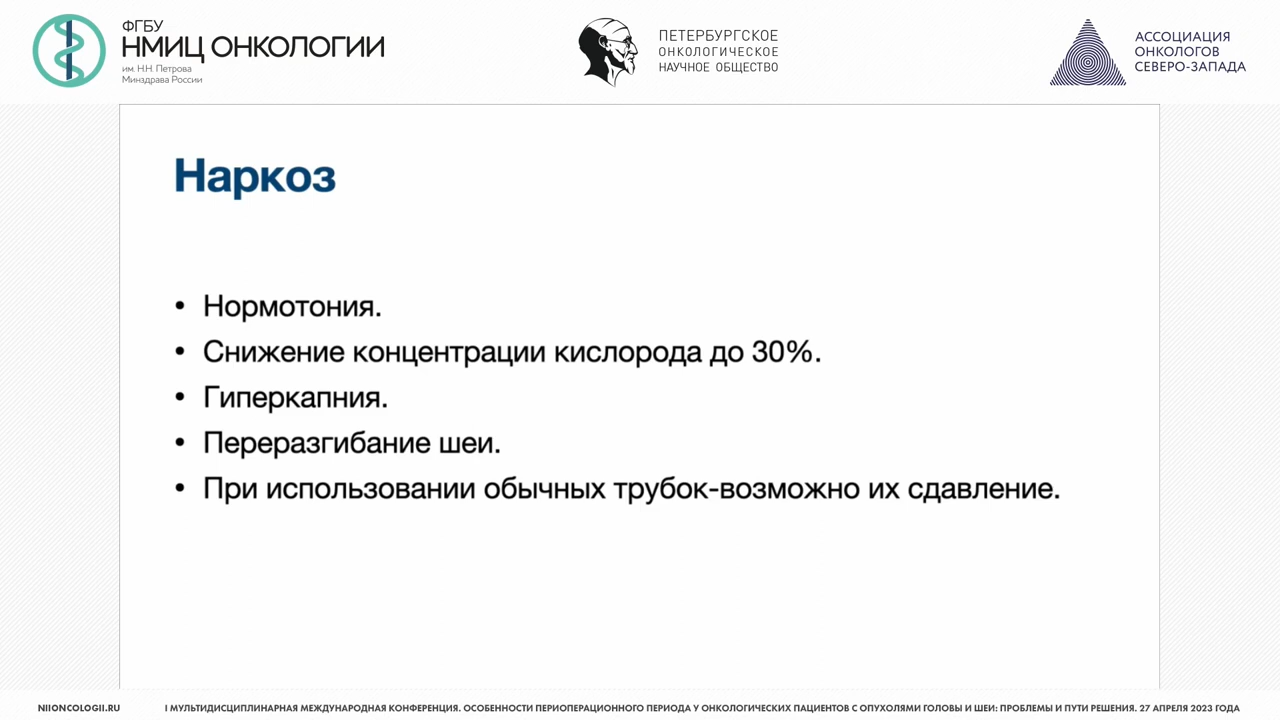 ФГБУ
НМИЦ ОНКОЛОГИИ
им. Н.Н. Петрова
Минздрава России
ПЕТЕРБУРГСКОЕ
ОНКОЛОГИЧЕСКОЕ
НАУЧНОЕ ОБЩЕСТВО
АССОЦИАЦИЯ
ОНКОЛОГОВ
СЕВЕРО-ЗАПАДА
Наркоз
• Нормотония.
• Снижение концентрации кислорода до 30%.
• Гиперкапния.
• Переразгибание шеи.
• При использовании обычных трубок-возможно их сдавление.
NIIONCOLOGII.RU
I МУЛЬТИДИСЦИПЛИНАРНАЯ МЕЖДУНАРОДНАЯ КОНФЕРЕНЦИЯ. ОСОБЕННОСТИ ПЕРИОПЕРАЦИОННОГО ПЕРИОДА У ОНКОЛОГИЧЕСКИХ ПАЦИЕНТОВ С ОПУХОЛЯМИ ГОЛОВЫ И ШЕИ: ПРОБЛЕМЫ И ПУТИ РЕШЕНИЯ. 27 АПРЕЛЯ 2023 ГОДА